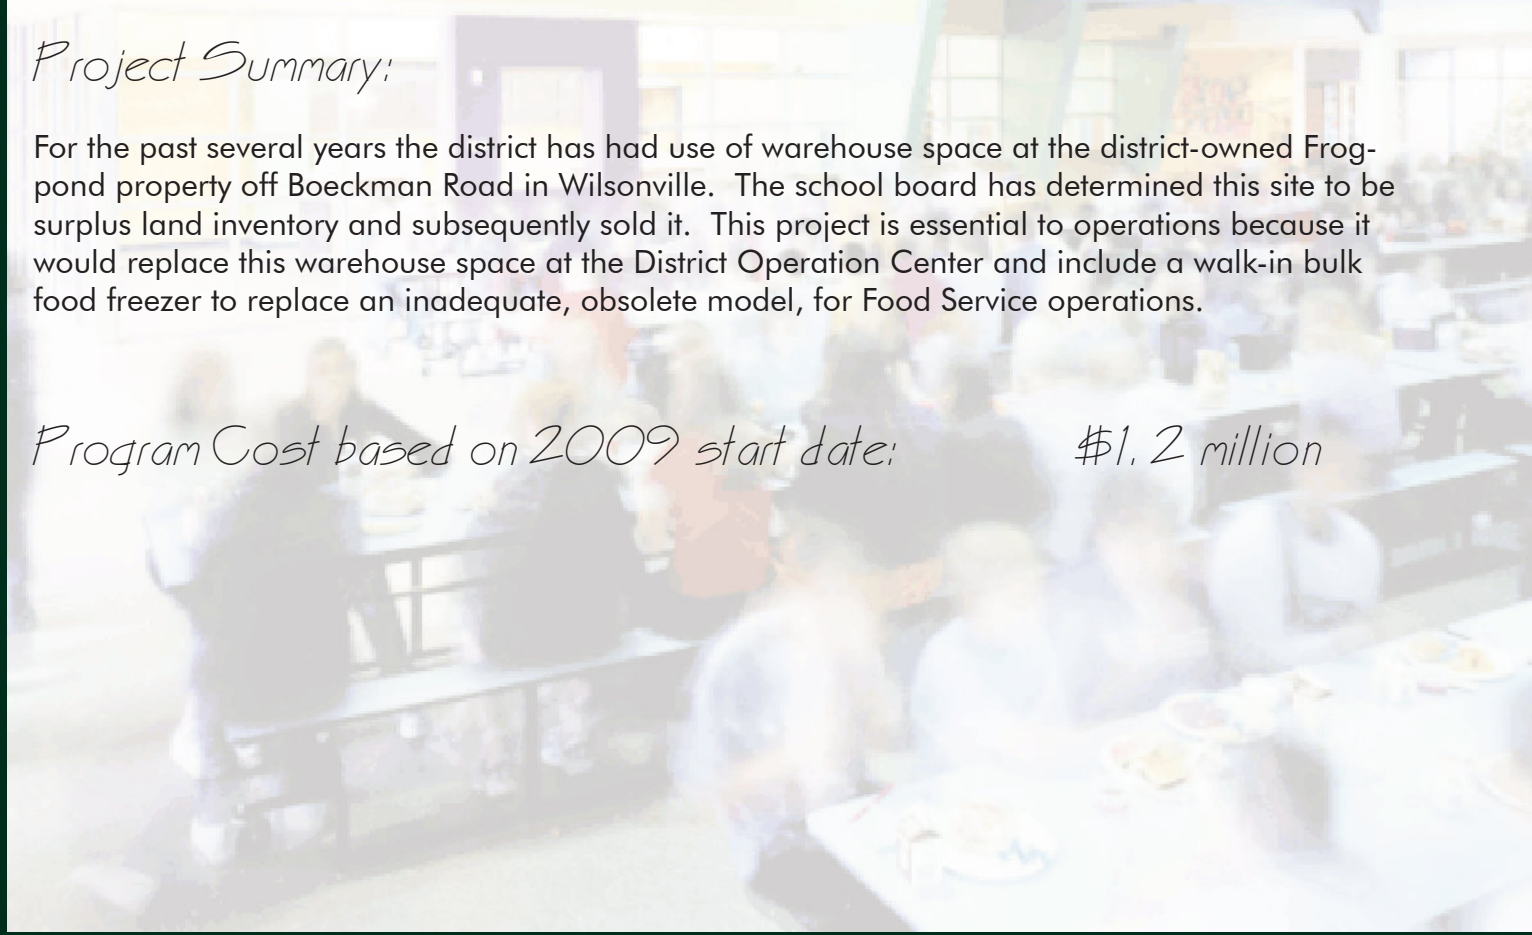 Project Summary:
For the past several years the district has had use of warehouse space at the district-owned Frog-
pond property off Boeckman Road in Wilsonville.  The school board has determined this site to be
surplus land inventory and subsequently sold it.  This project is essential to operations because it
would replace this warehouse space at the District Operation Center and include a walk-in bulk
food freezer to replace an inadequate, obsolete model, for Food Service operations.
Program Cost based on 2009 start date: $1.2 million